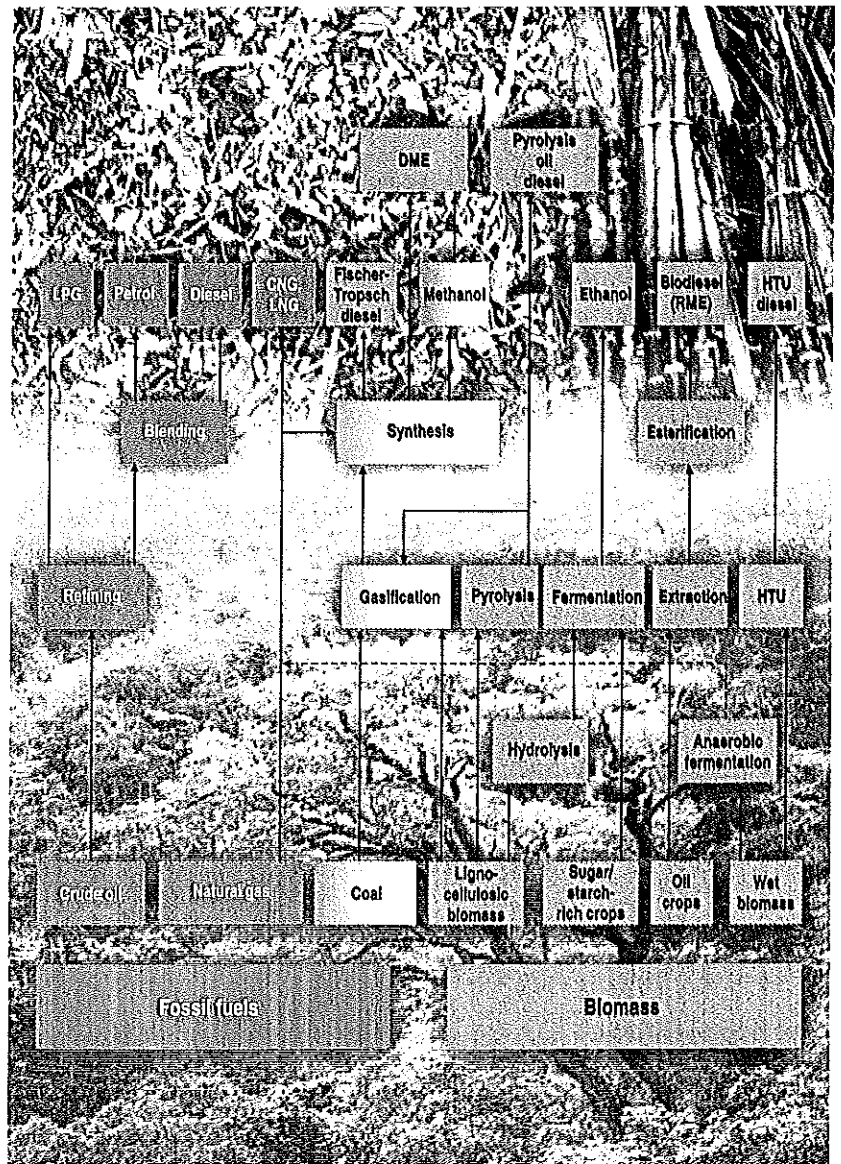 DME
Pyrolysis
oil
diesel
LPG
Petrol
Diesel
CNG
LNG
Fischer-
Tropsch
diesel
Methanol
Ethanol
Biodiesel
(RME)
HTU
diesel
Blending
Synthesis
Esterification
Refining
Gasification
Pyrolysis
Fermentation
Extraction
HTU
Hydrolysis
Anaerobic
fermentation
Crude oil
Natural gas
Coal
Ligno-
cellulosic
biomass
Sugar/
starch-
rich crops
Oil
crops
Wet
biomass
Fossil fuels
Biomass